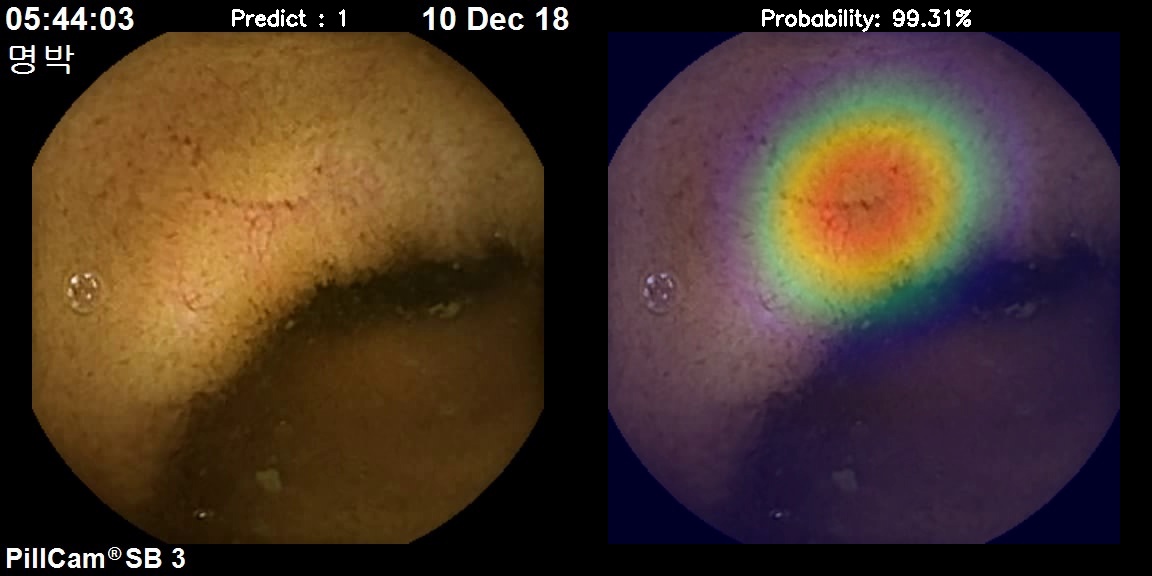 05:44:03 Predict : 1 10 Dec 18 Probability: 99.31%
명박
PillCam® SB 3